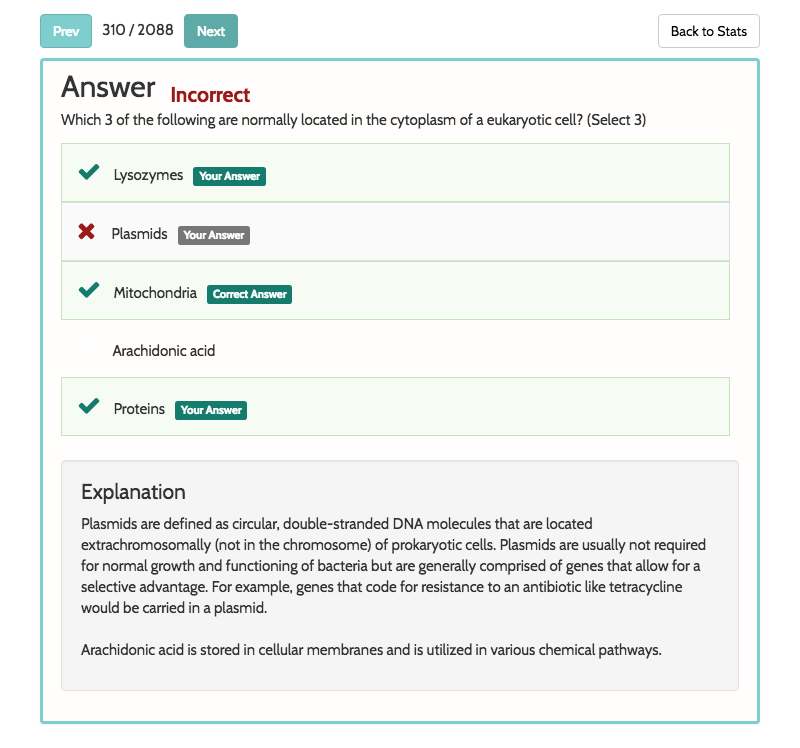 Prev 310 / 2088 Next Back to Stats
Answer Incorrect
Which 3 of the following are normally located in the cytoplasm of a eukaryotic cell? (Select 3)
Lysozymes Your Answer
Plasmids Your Answer
Mitochondria Correct Answer
Arachidonic acid
Proteins Your Answer
Explanation
Plasmids are defined as circular, double-stranded DNA molecules that are located
extrachromosomally (not in the chromosome) of prokaryotic cells. Plasmids are usually not required
for normal growth and functioning of bacteria but are generally comprised of genes that allow for a
selective advantage. For example, genes that code for resistance to an antibiotic like tetracycline
would be carried in a plasmid.
Arachidonic acid is stored in cellular membranes and is utilized in various chemical pathways.